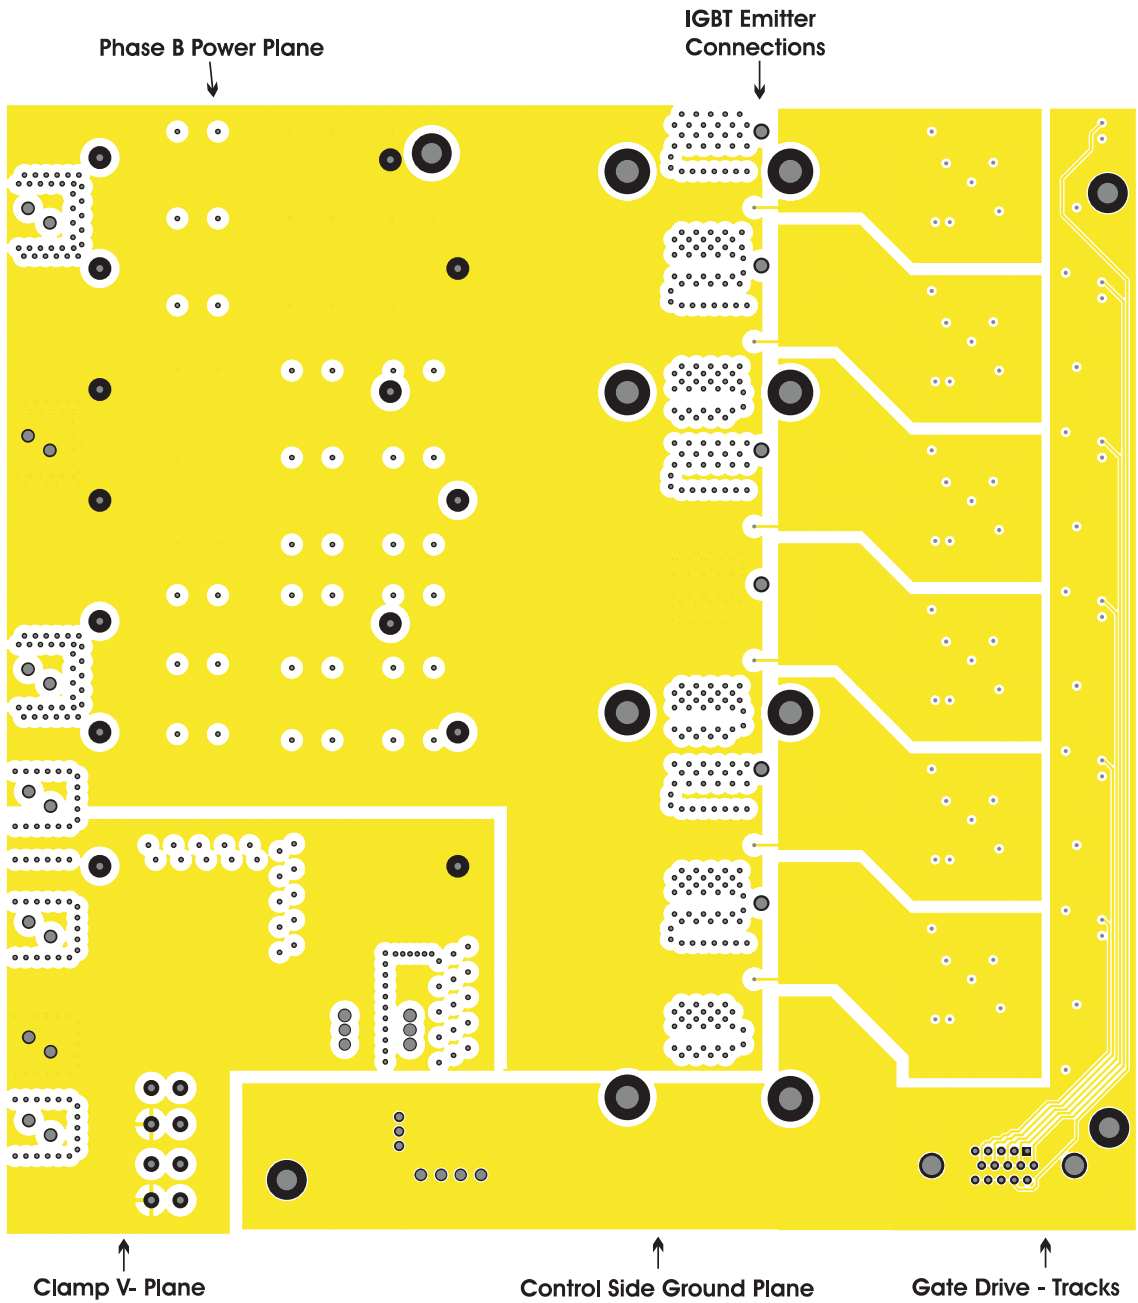 Phase B Power Plane
IGBT Emitter
Connections
Clamp V- Plane
Control Side Ground Plane
Gate Drive - Tracks